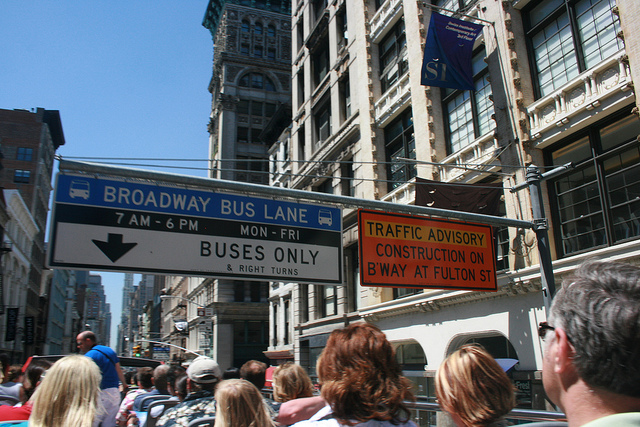 BROADWAY BUS LANE
7 AM - 6 PM MON - FRI
BUSES ONLY
& RIGHT TURNS
TRAFFIC ADVISORY
CONSTRUCTION ON
B'WAY AT FULTON ST